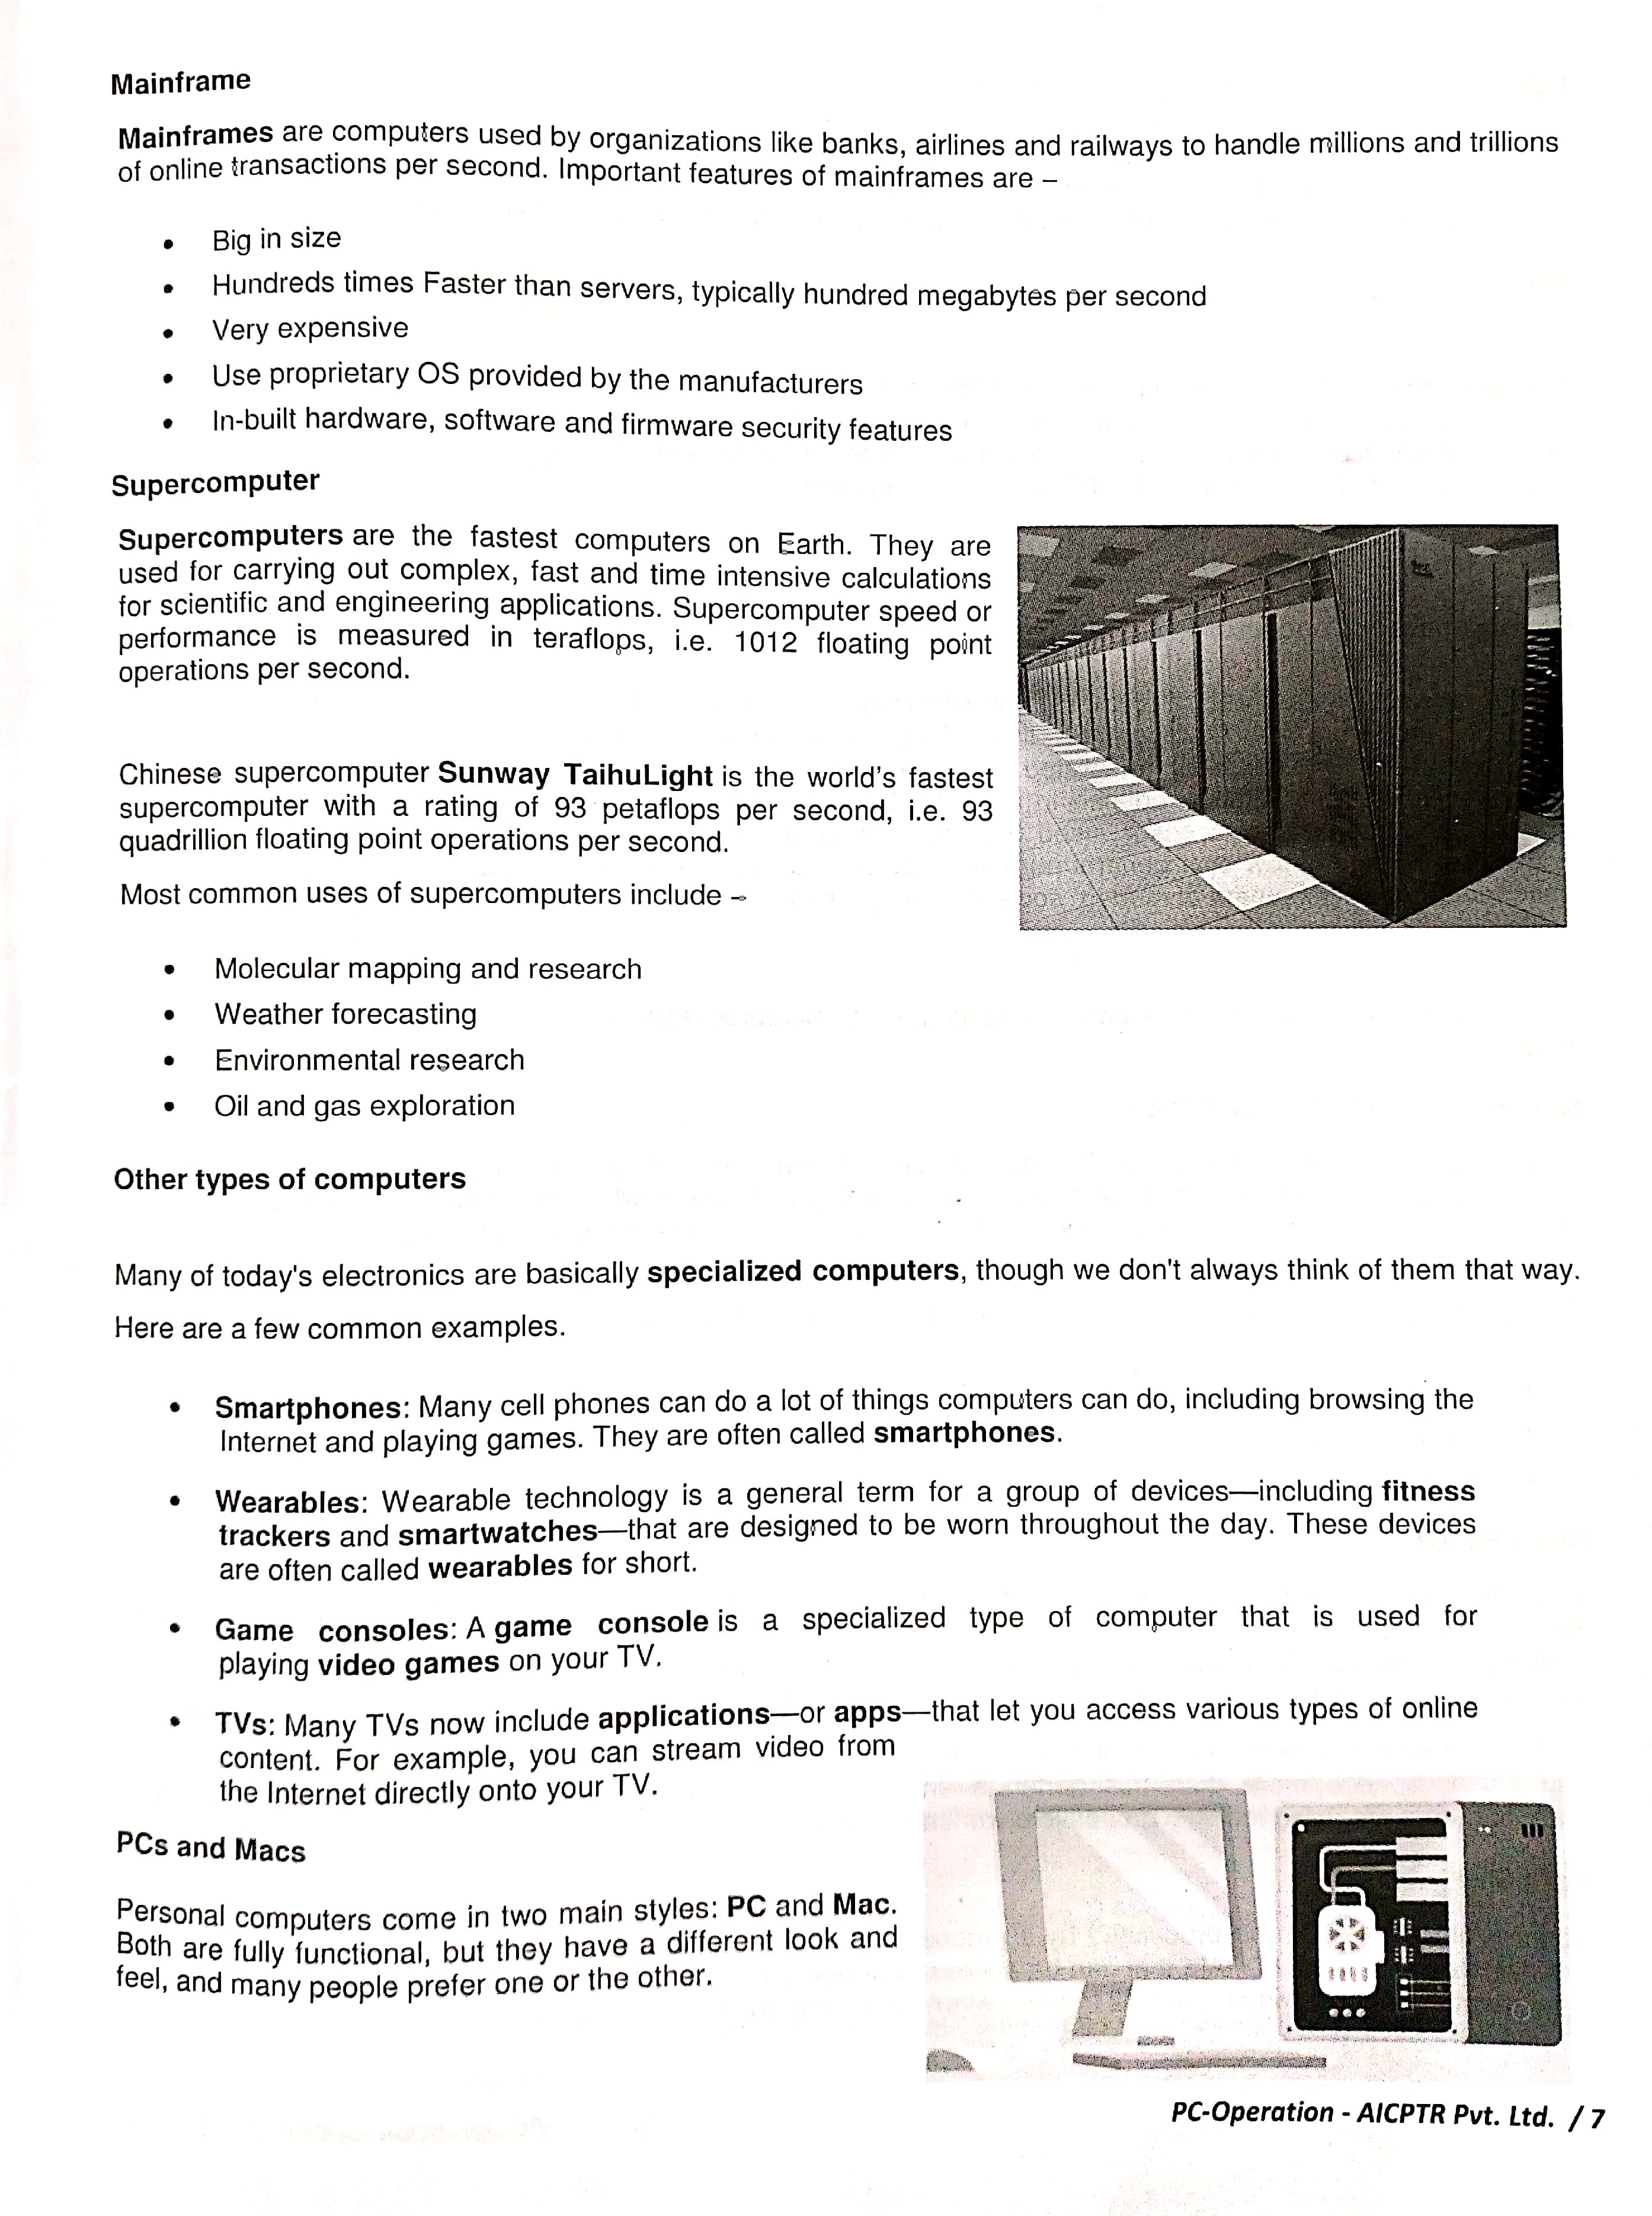 Mainframe
Mainframes are computers used by organizations like banks, airlines and railways to handle millions and trillions
of online transactions per second. Important features of mainframes are –
• Big in size
• Hundreds times Faster than servers, typically hundred megabytes per second
• Very expensive
• Use proprietary OS provided by the manufacturers
• In-built hardware, software and firmware security features
Supercomputer
Supercomputers are the fastest computers on Earth. They are
used for carrying out complex, fast and time intensive calculations
for scientific and engineering applications. Supercomputer speed or
performance is measured in teraflops, i.e. 1012 floating point
operations per second.
Chinese supercomputer Sunway TaihuLight is the world's fastest
supercomputer with a rating of 93 petaflops per second, i.e. 93
quadrillion floating point operations per second.
Most common uses of supercomputers include –
• Molecular mapping and research
• Weather forecasting
• Environmental research
• Oil and gas exploration
Other types of computers
Many of today's electronics are basically specialized computers, though we don't always think of them that way.
Here are a few common examples.
• Smartphones: Many cell phones can do a lot of things computers can do, including browsing the
Internet and playing games. They are often called smartphones.
• Wearables: Wearable technology is a general term for a group of devices—including fitness
trackers and smartwatches—that are designed to be worn throughout the day. These devices
are often called wearables for short.
• Game consoles: A game console is a specialized type of computer that is used for
playing video games on your TV.
• TVs: Many TVs now include applications—or apps—that let you access various types of online
content. For example, you can stream video from
the Internet directly onto your TV.
PCs and Macs
Personal computers come in two main styles: PC and Mac.
Both are fully functional, but they have a different look and
feel, and many people prefer one or the other.
PC-Operation - AICPTR Pvt. Ltd. / 7